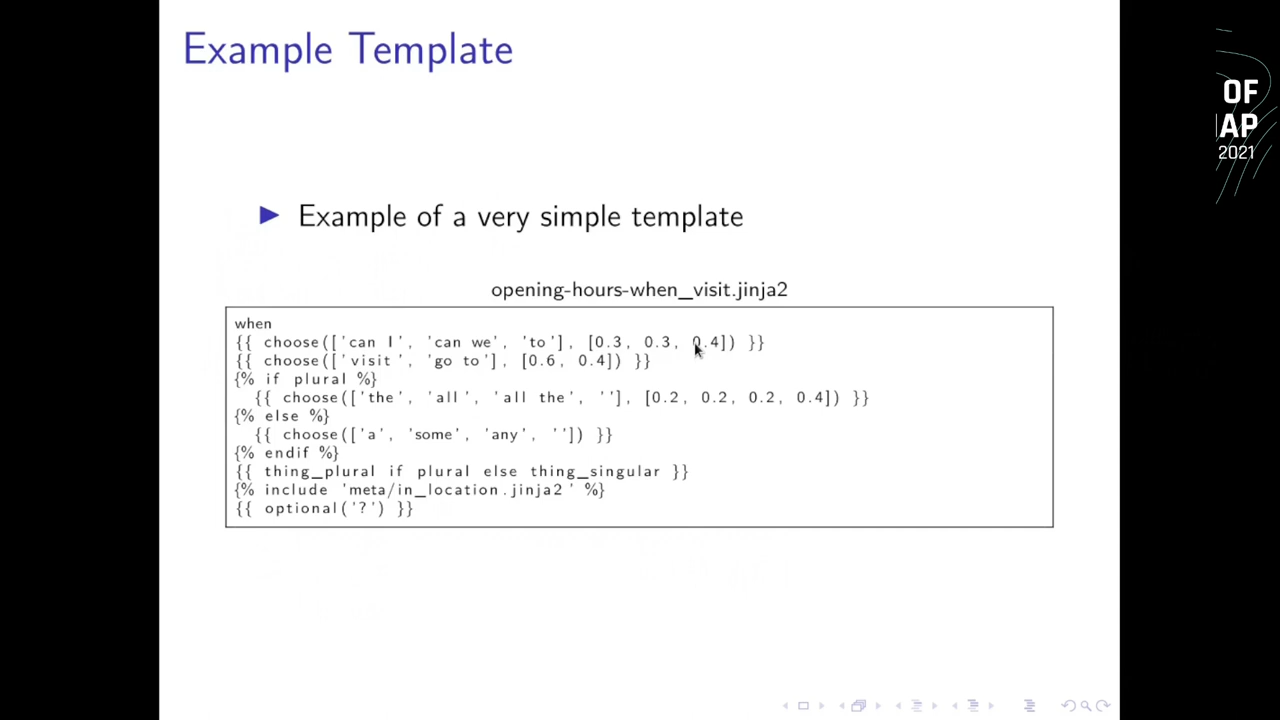 Example Template
OF
AP
2021
▶ Example of a very simple template
opening-hours-when_visit.jinja2
when
{{ choose(['can I', 'can we', 'to'], [0.3, 0.3, 0.4]) }}
{{ choose(['visit', 'go to'], [0.6, 0.4]) }}
{% if plural %}
{{ choose(['the', 'all', 'all the', ''], [0.2, 0.2, 0.2, 0.4]) }}
{% else %}
{{ choose(['a', 'some', 'any', '']) }}
{% endif %}
{{ thing_plural if plural else thing_singular }}
{% include 'meta/in_location.jinja2' %}
{{ optional('?') }}